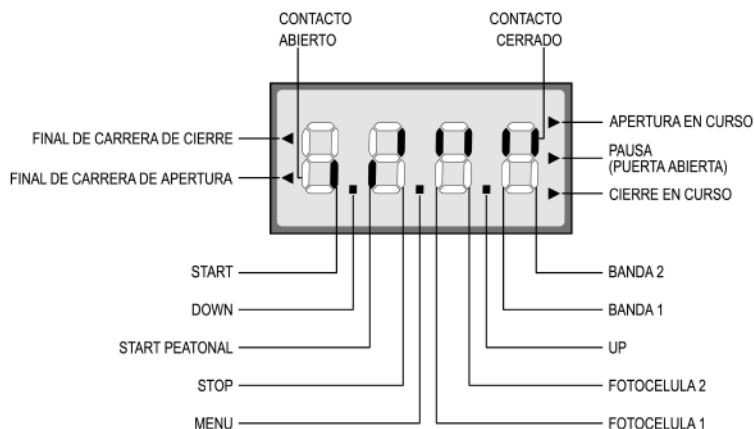 CONTACTO
ABIERTO
CONTACTO
CERRADO
FINAL DE CARRERA DE CIERRE
FINAL DE CARRERA DE APERTURA
APERTURA EN CURSO
PAUSA
(PUERTA ABIERTA)
CIERRE EN CURSO
START
DOWN
START PEATONAL
STOP
MENU
BANDA 2
BANDA 1
UP
FOTOCELULA 2
FOTOCELULA 1